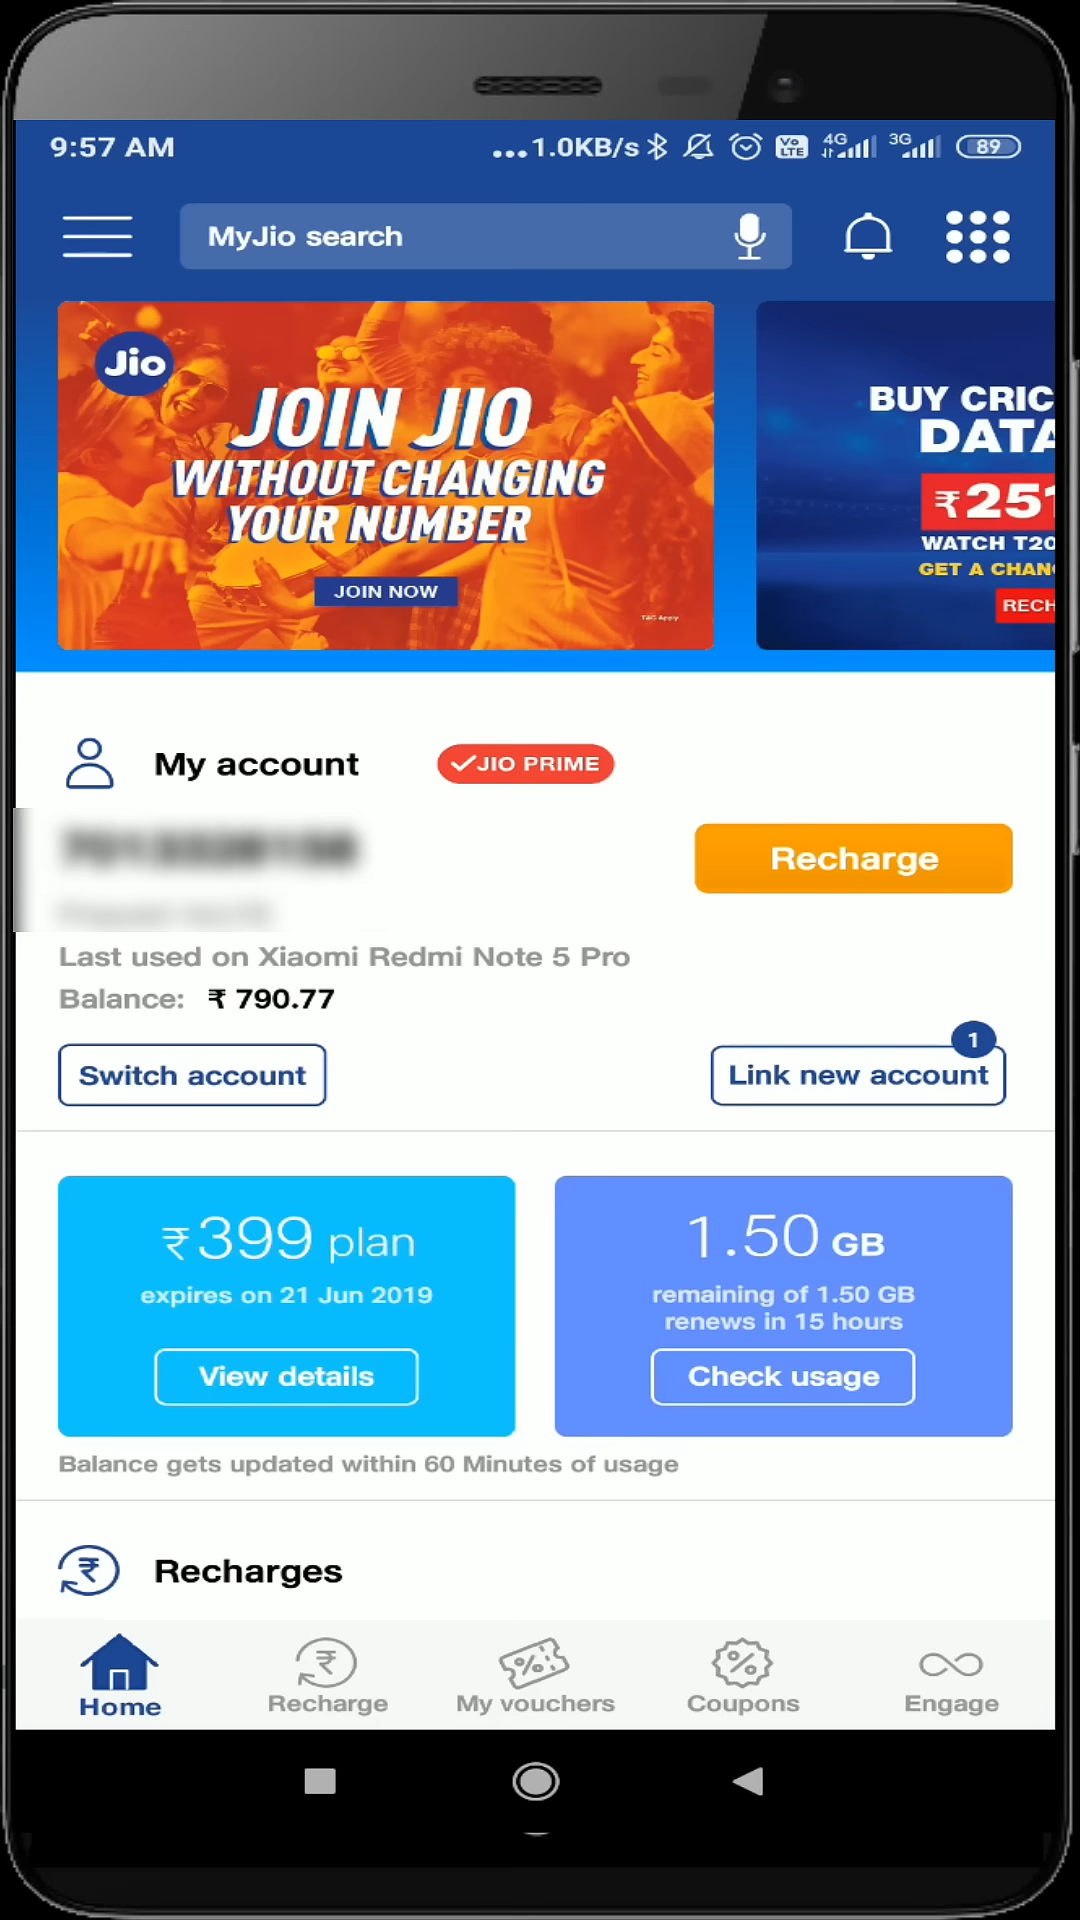 9:57 AM
...1.0KB/s
Vo LTE
4G
3G
89
MyJio search
Jio
JOIN JIO
WITHOUT CHANGING
YOUR NUMBER
JOIN NOW
T&C Apply
BUY CRIC
DATA
₹251
WATCH T20
GET A CHAN
RECH
My account
JIO PRIME
Recharge
Last used on Xiaomi Redmi Note 5 Pro
Balance: ₹ 790.77
1
Switch account
Link new account
₹399 plan
expires on 21 Jun 2019
View details
1.50 GB
remaining of 1.50 GB
renews in 15 hours
Check usage
Balance gets updated within 60 Minutes of usage
Recharges
Home
Recharge
My vouchers
Coupons
Engage